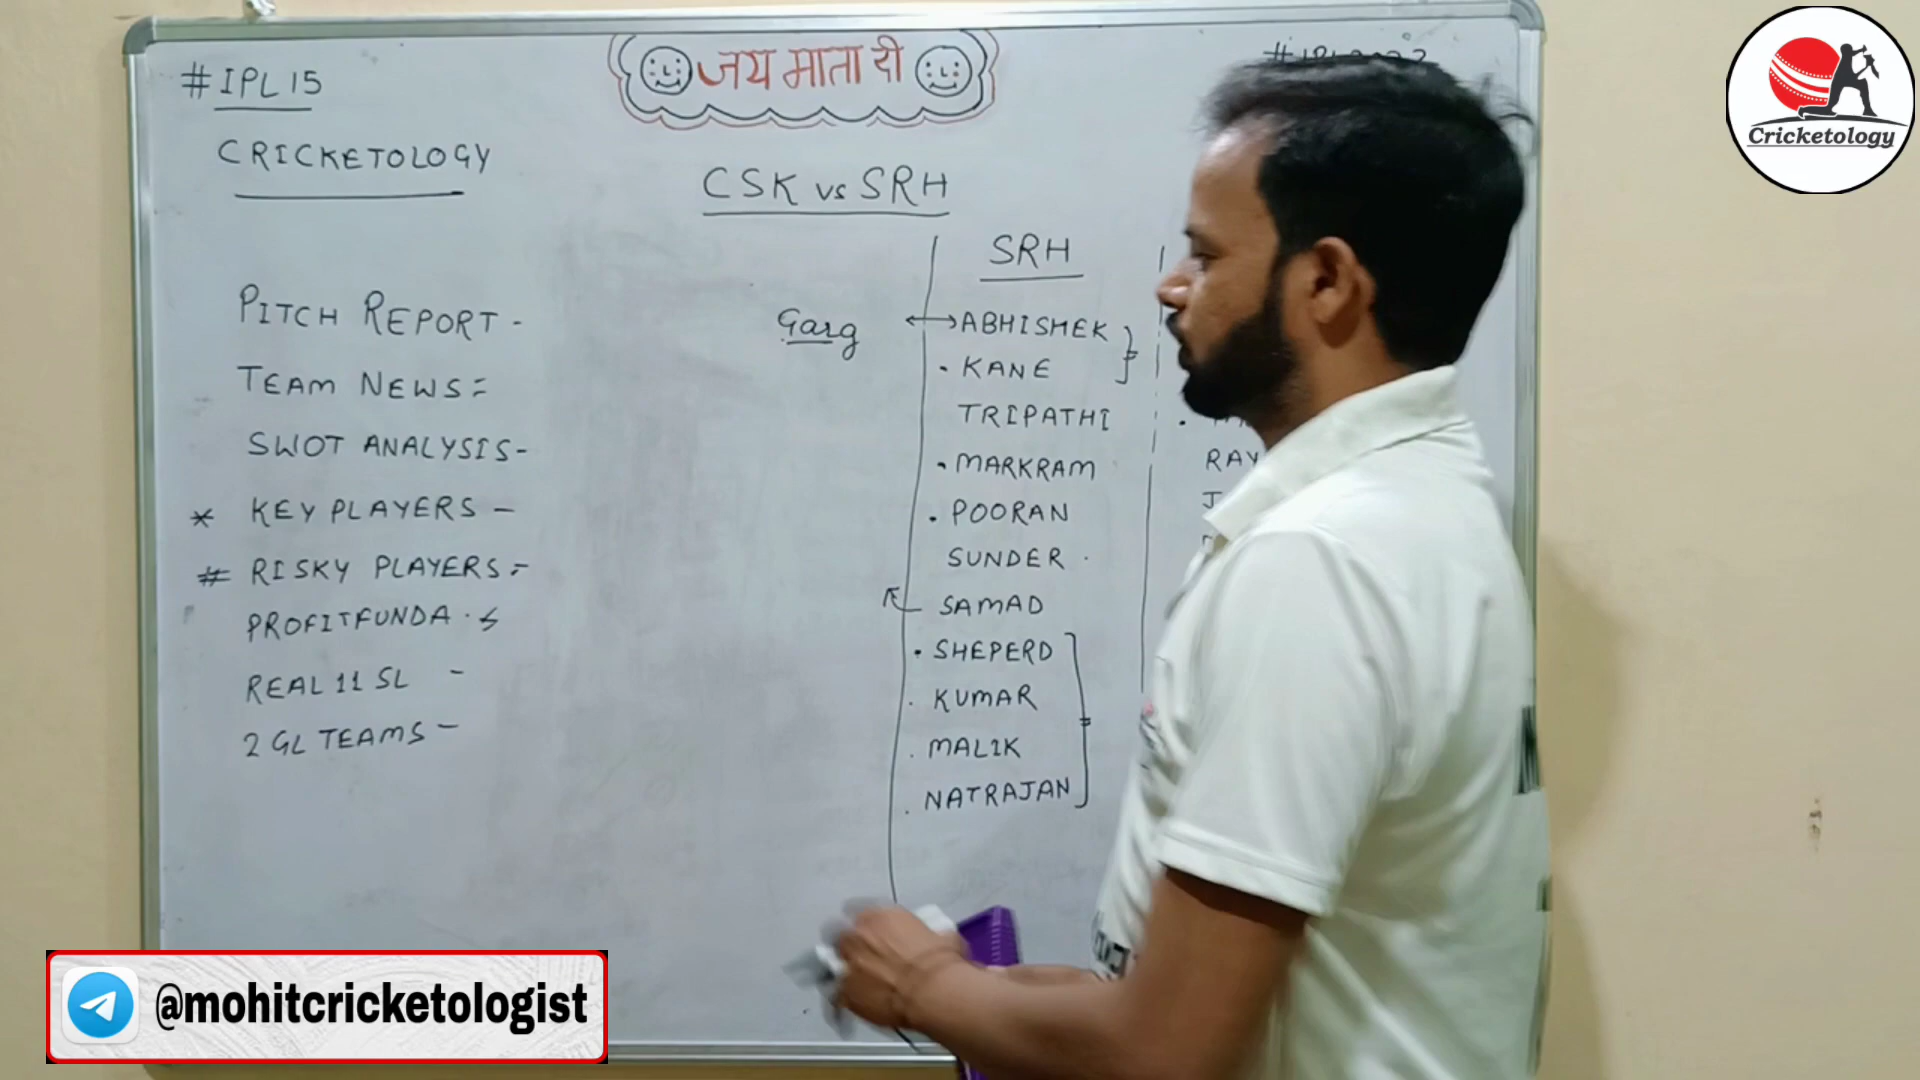 # IPL 15
जय माता दी
Cricketology
CRICKETOLOGY
CSK vs SRH
PITCH REPORT -
TEAM NEWS =
SWOT ANALYSIS -
* KEY PLAYERS -
# RISKY PLAYERS =
PROFITFUNDA
REAL 11 SL -
2 GL TEAMS -
Garg
SRH
ABHISHEK
. KANE
TRIPATHI
. MARKRAM
. POORAN
SUNDER .
SAMAD
. SHEPERD
. KUMAR
. MALIK
. NATRAJAN
RAY
@mohitcricketologist